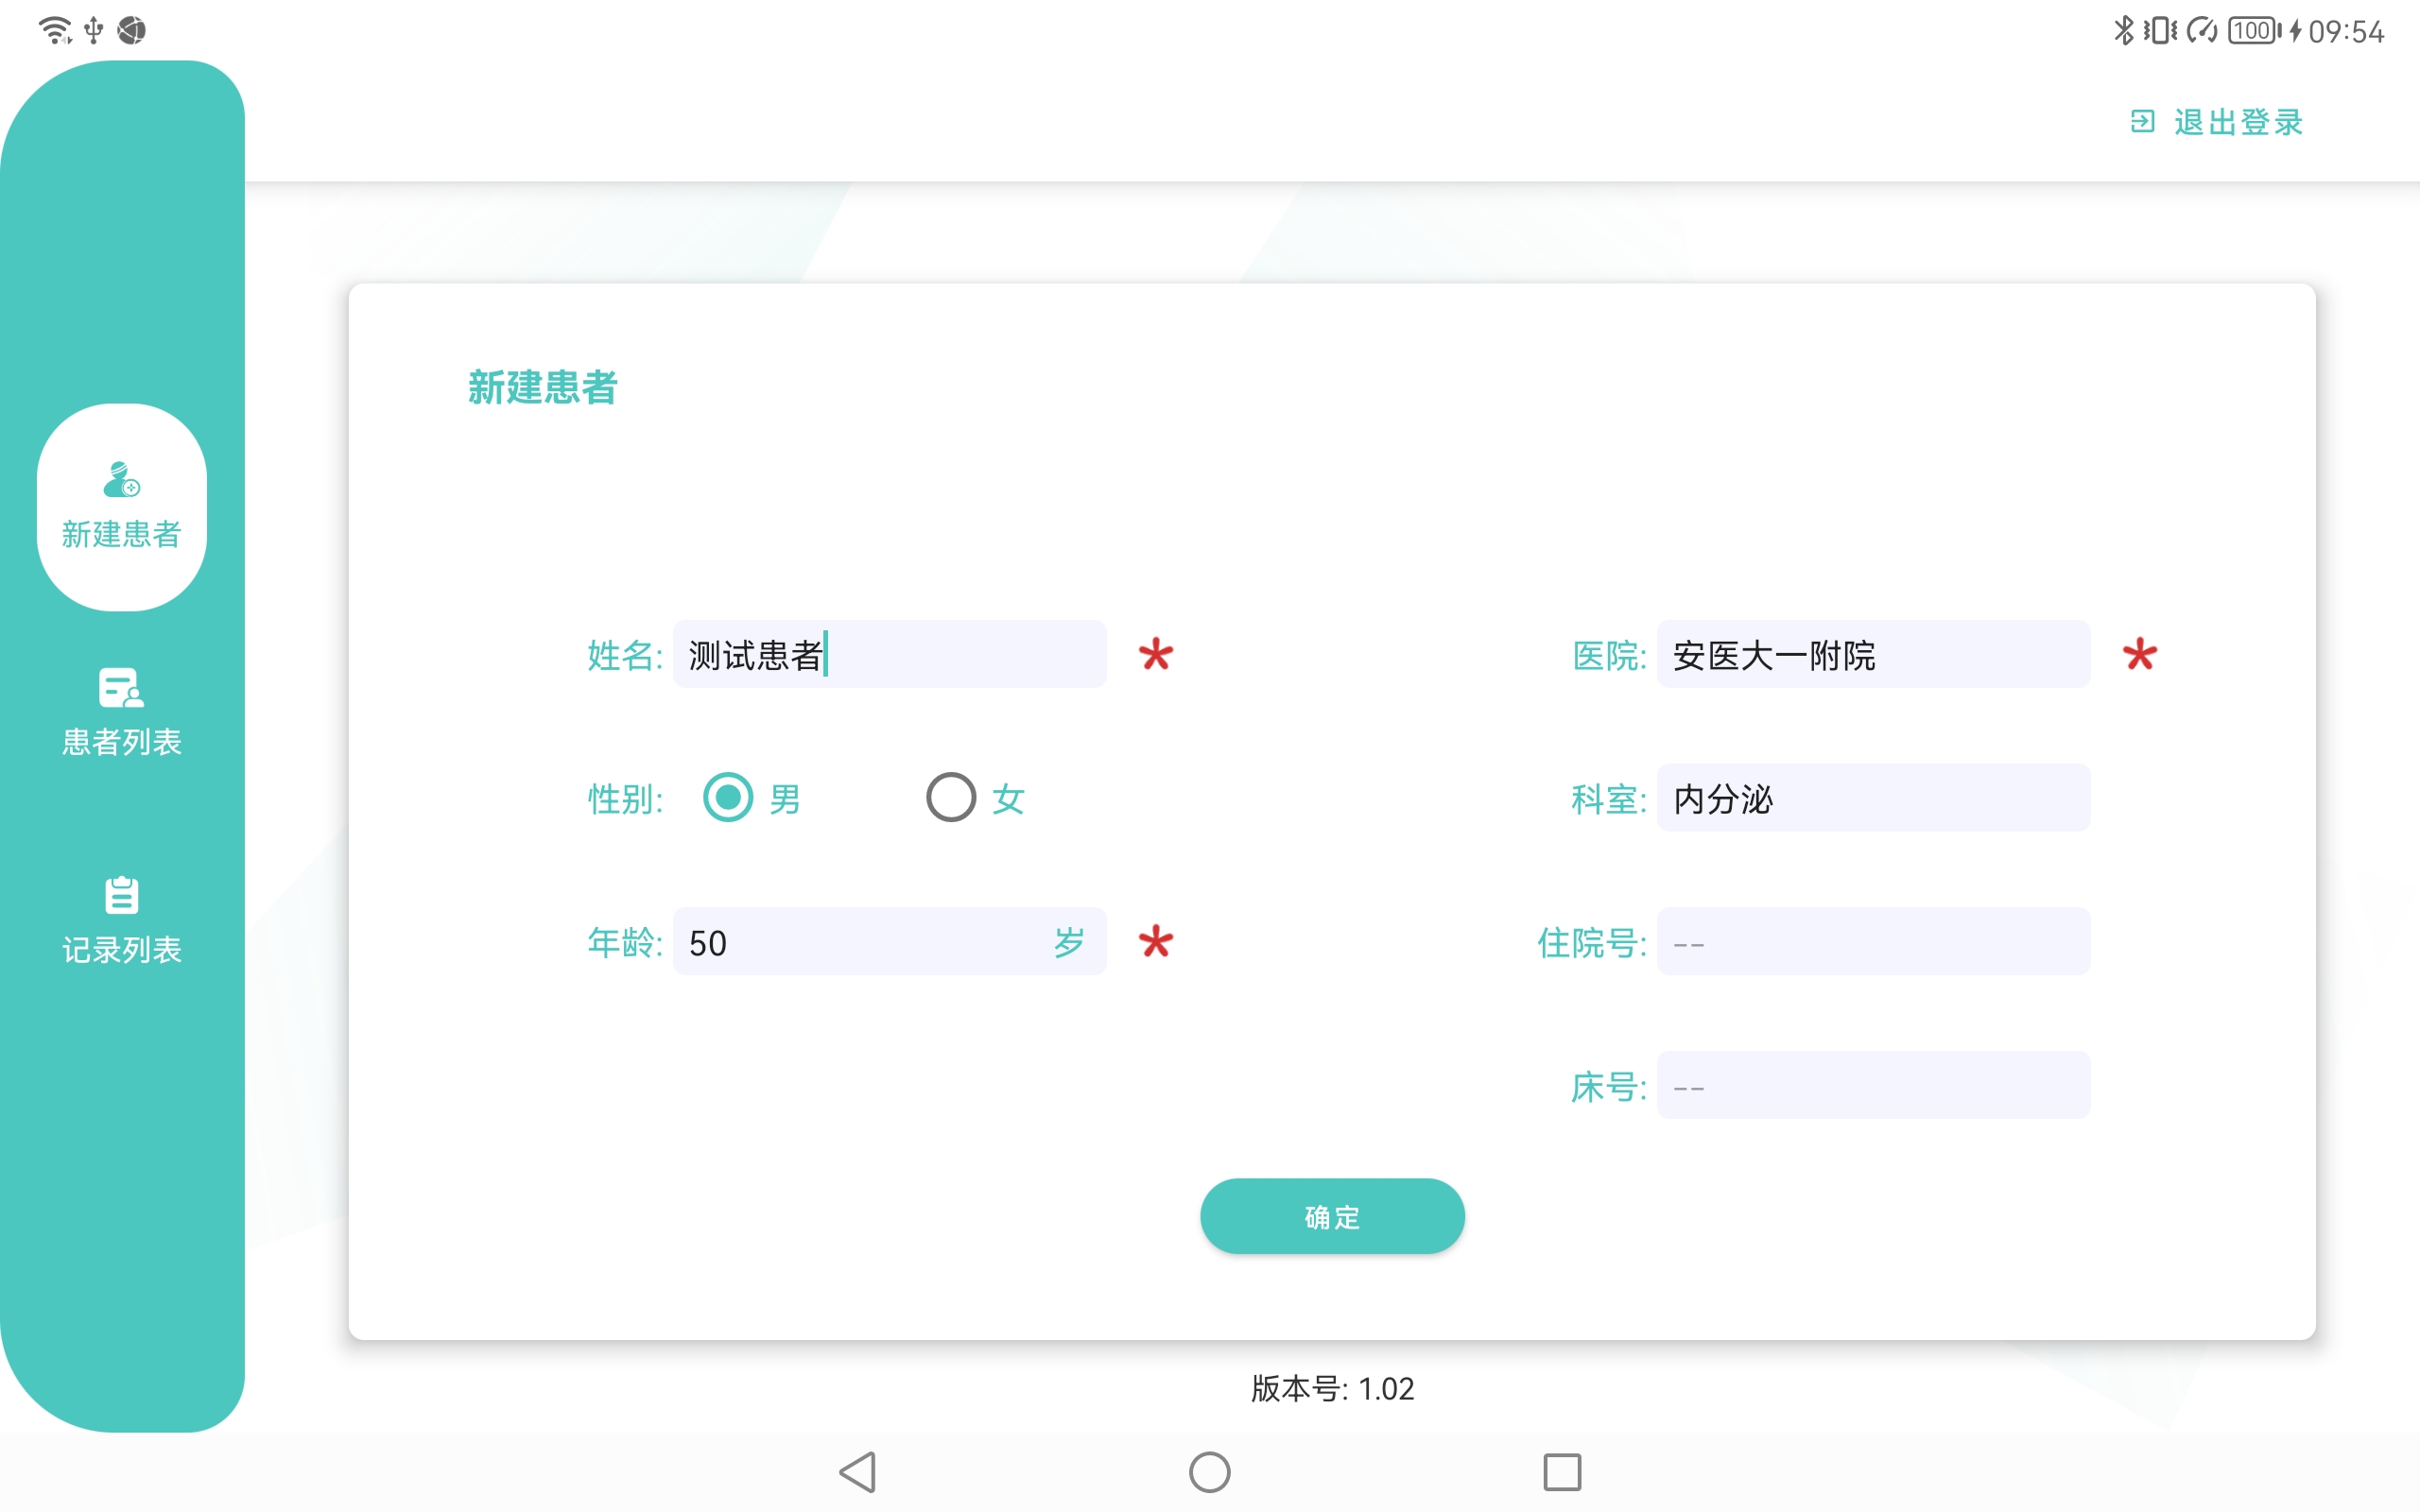 100 09:54
退出登录
新建患者
新建患者
患者列表
记录列表
姓名: 测试患者
医院: 安医大一附院
性别: 男 女
科室: 内分泌
年龄: 50 岁
住院号: --
床号: --
确定
版本号: 1.02